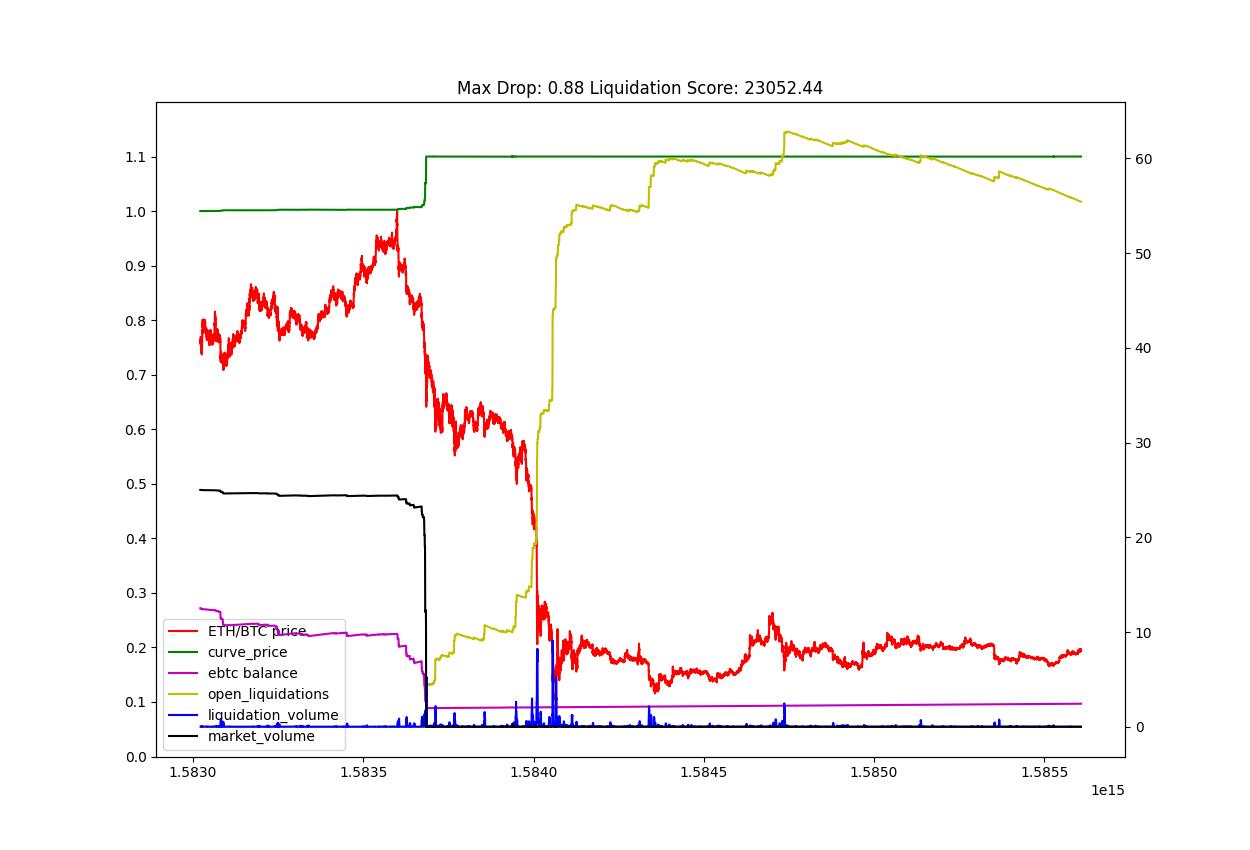 Max Drop: 0.88 Liquidation Score: 23052.44
1.1
1.0
0.9
0.8
0.7
0.6
0.5
0.4
0.3
0.2
0.1
0.0
60
50
40
30
20
10
0
ETH/BTC price
curve_price
ebtc balance
open_liquidations
liquidation_volume
market_volume
1.5830 1.5835 1.5840 1.5845 1.5850 1.5855
1e15